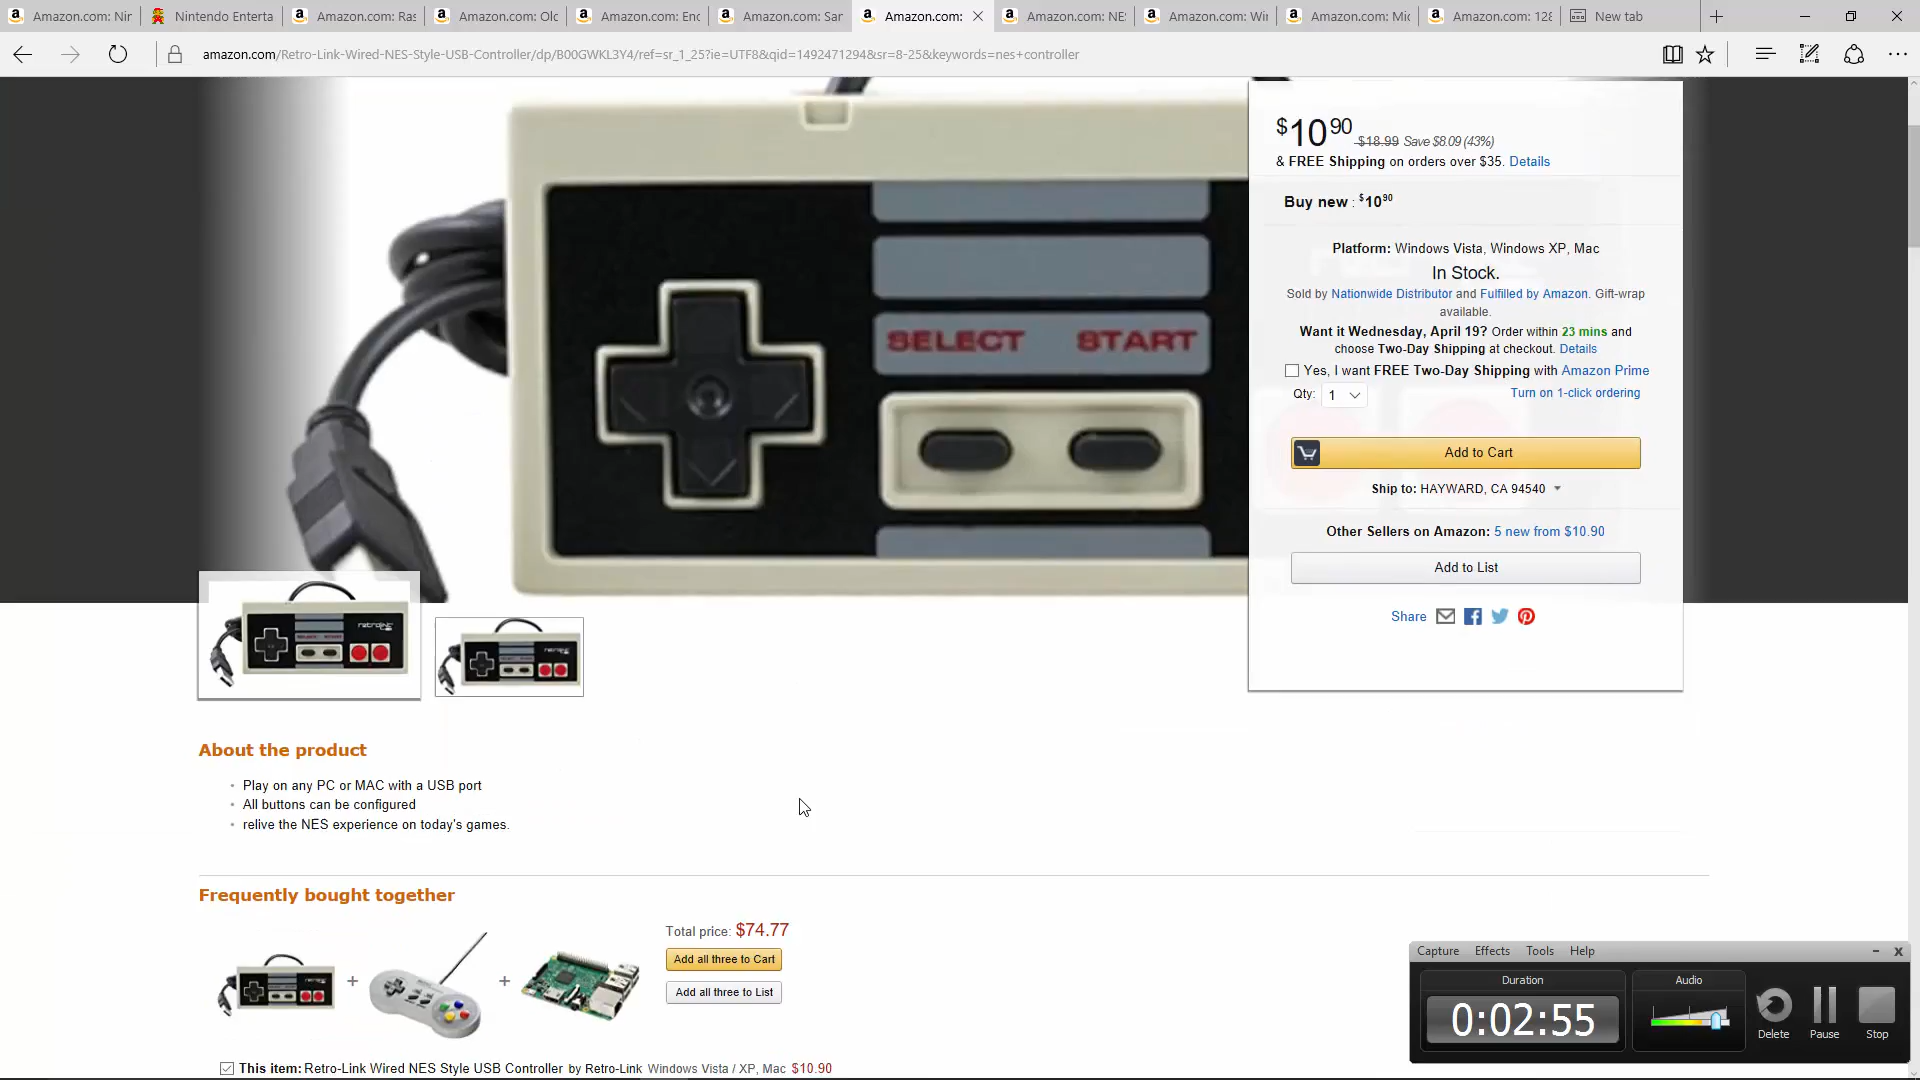 Amazon.com: Nin
Nintendo Enterta
Amazon.com: Ras
Amazon.com: Olc
Amazon.com: Enc
Amazon.com: San
Amazon.com:
Amazon.com: NES
Amazon.com: Wir
Amazon.com: Mic
Amazon.com: 128
New tab
amazon.com/Retro-Link-Wired-NES-Style-USB-Controller/dp/B00GWKL3Y4/ref=sr_1_25?ie=UTF8&qid=1492471294&sr=8-25&keywords=nes+controller
SELECT START
$10.90 $18.99 Save $8.09 (43%)
& FREE Shipping on orders over $35. Details
Buy new : $10.90
Platform: Windows Vista, Windows XP, Mac
In Stock.
Sold by Nationwide Distributor and Fulfilled by Amazon. Gift-wrap
available.
Want it Wednesday, April 19? Order within 23 mins and
choose Two-Day Shipping at checkout. Details
Yes, I want FREE Two-Day Shipping with Amazon Prime
Qty: 1 Turn on 1-click ordering
Add to Cart
Ship to: HAYWARD, CA 94540
Other Sellers on Amazon: 5 new from $10.90
Add to List
Share
About the product
Play on any PC or MAC with a USB port
All buttons can be configured
relive the NES experience on today's games.
Frequently bought together
Total price: $74.77
Add all three to Cart
Add all three to List
This item: Retro-Link Wired NES Style USB Controller by Retro-Link Windows Vista / XP, Mac $10.90
Capture Effects Tools Help
Duration
0:02:55
Audio
Delete Pause Stop